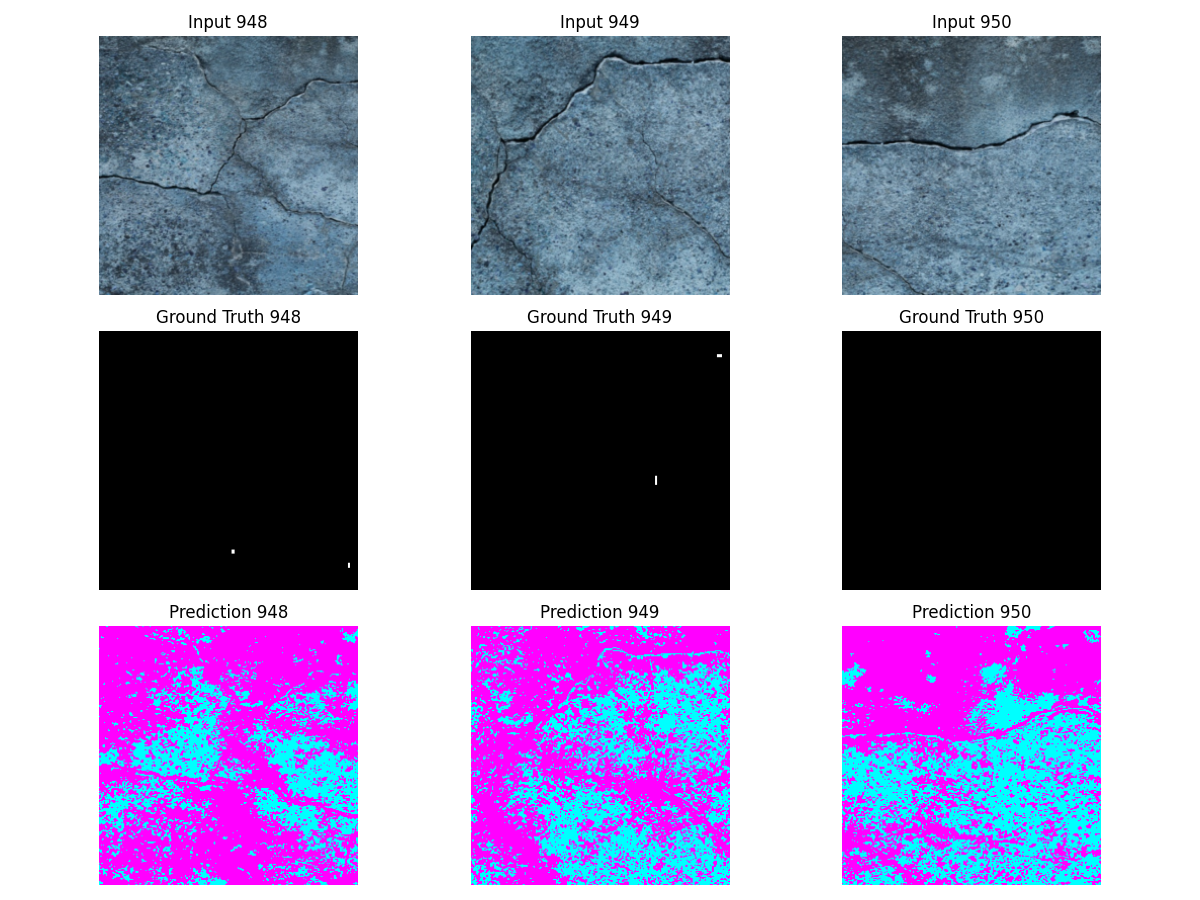 Input 948
Input 949
Input 950
Ground Truth 948
Ground Truth 949
Ground Truth 950
Prediction 948
Prediction 949
Prediction 950